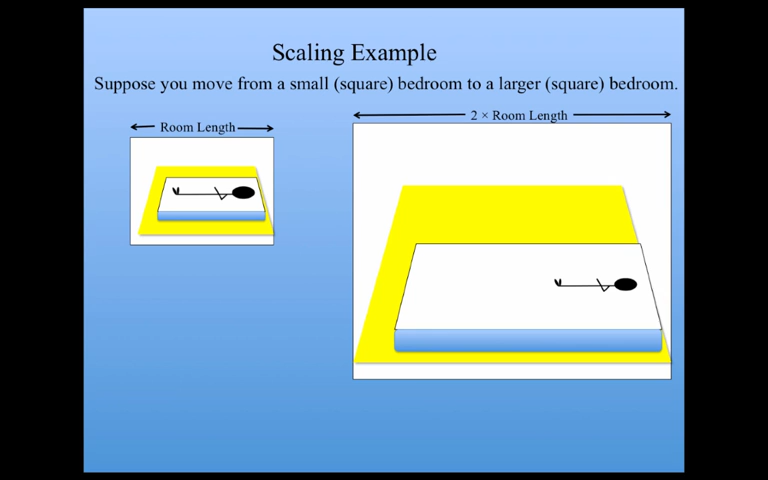 Scaling Example
Suppose you move from a small (square) bedroom to a larger (square) bedroom.
Room Length
2 × Room Length